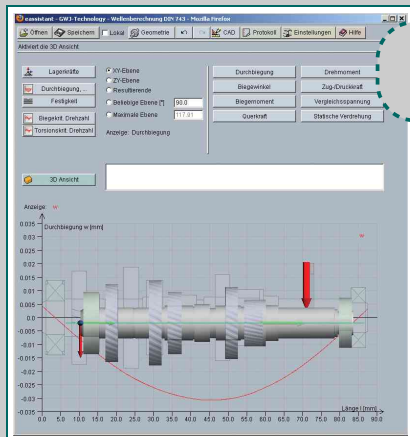 eassistant - GWJ-Technology - Wellenberechnung DIN 743 - Mozilla Firefox
Öffnen Speichern Lokal Geometrie CAD Protokoll Einstellungen Hilfe
Aktiviert die 3D Ansicht
Lagerkräfte
Durchbiegung, ...
Festigkeit
Biegekrit. Drehzahl
Torsionskrit. Drehzahl
XY-Ebene
ZY-Ebene
Resultierende
Beliebige Ebene [°] 90.0
Maximale Ebene 117.91
Anzeige: Durchbiegung
Durchbiegung Drehmoment
Biegewinkel Zug-/Druckkraft
Biegemoment Vergleichsspannung
Querkraft Statische Verdrehung
3D Ansicht
Anzeige: w
Durchbiegung w [mm]
w
0.035
0.03
0.025
0.02
0.015
0.01
0.005
0.0
-0.005
-0.01
-0.015
-0.02
-0.025
-0.03
-0.035
Länge l [mm]
0.0 5.0 10.0 15.0 20.0 25.0 30.0 35.0 40.0 45.0 50.0 55.0 60.0 65.0 70.0 75.0 80.0 85.0 90.0